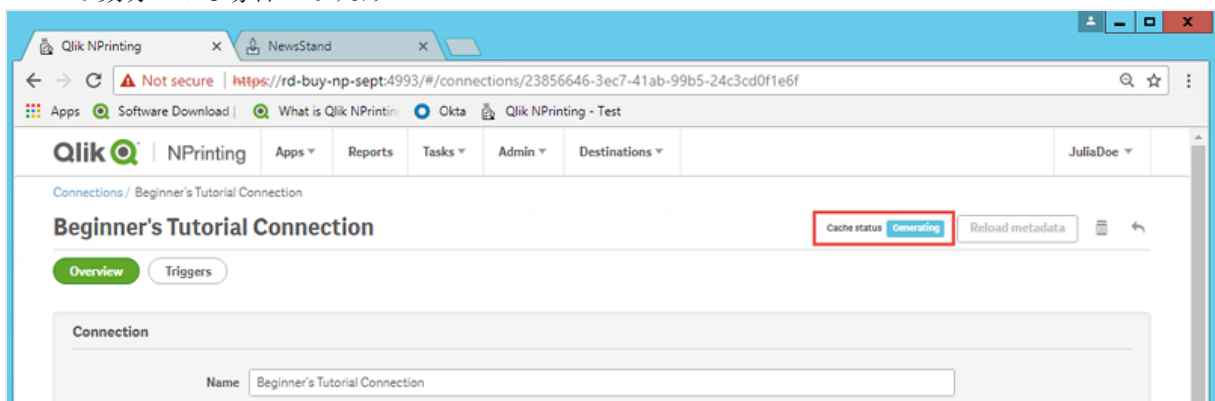 Qlik NPrinting
NewsStand
Not secure | https://rd-buy-np-sept:4993/#/connections/23856646-3ec7-41ab-99b5-24c3cd0f1e6f
Apps Software Download | What is Qlik NPrintin Okta Qlik NPrinting - Test
Qlik NPrinting Apps Reports Tasks Admin Destinations JuliaDoe
Connections / Beginner's Tutorial Connection
Beginner's Tutorial Connection Cache status Generating Reload metadata
Overview Triggers
Connection
Name Beginner's Tutorial Connection